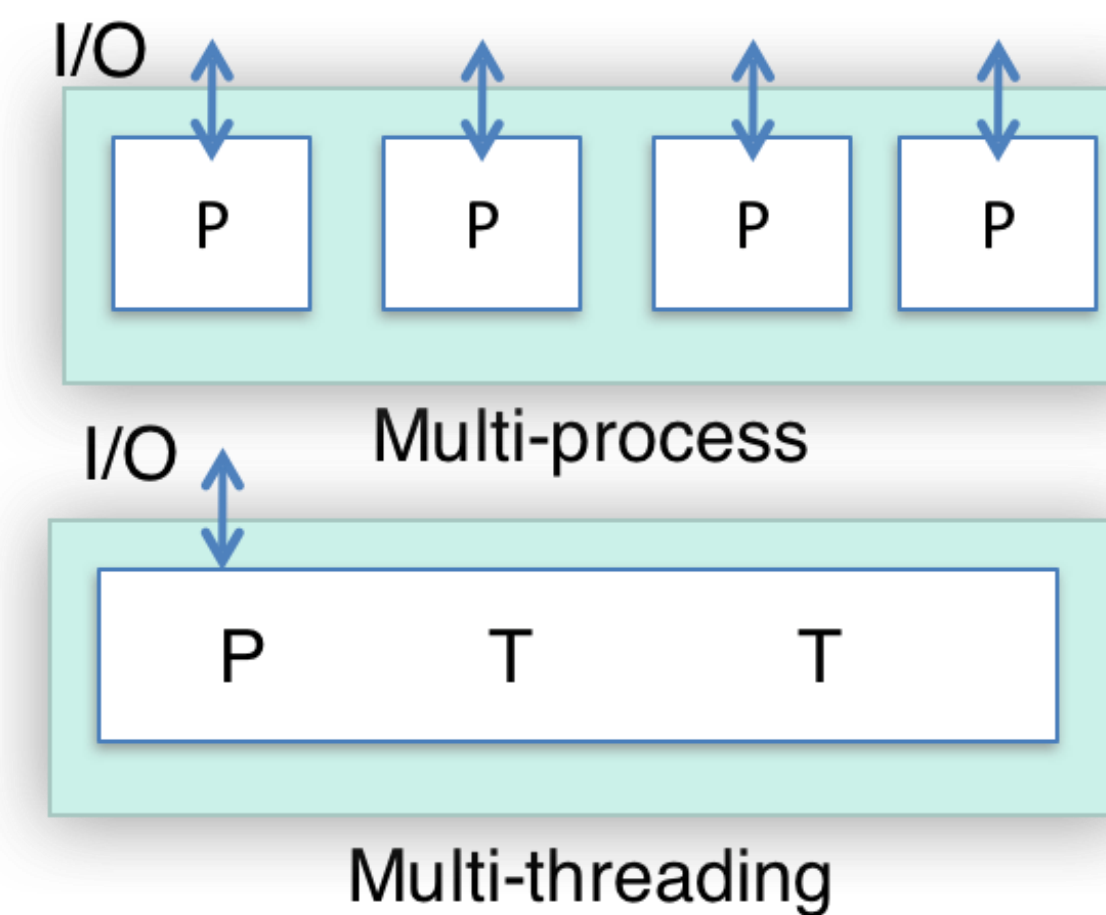 I/O
P P P P
Multi-process
I/O
P T T
Multi-threading